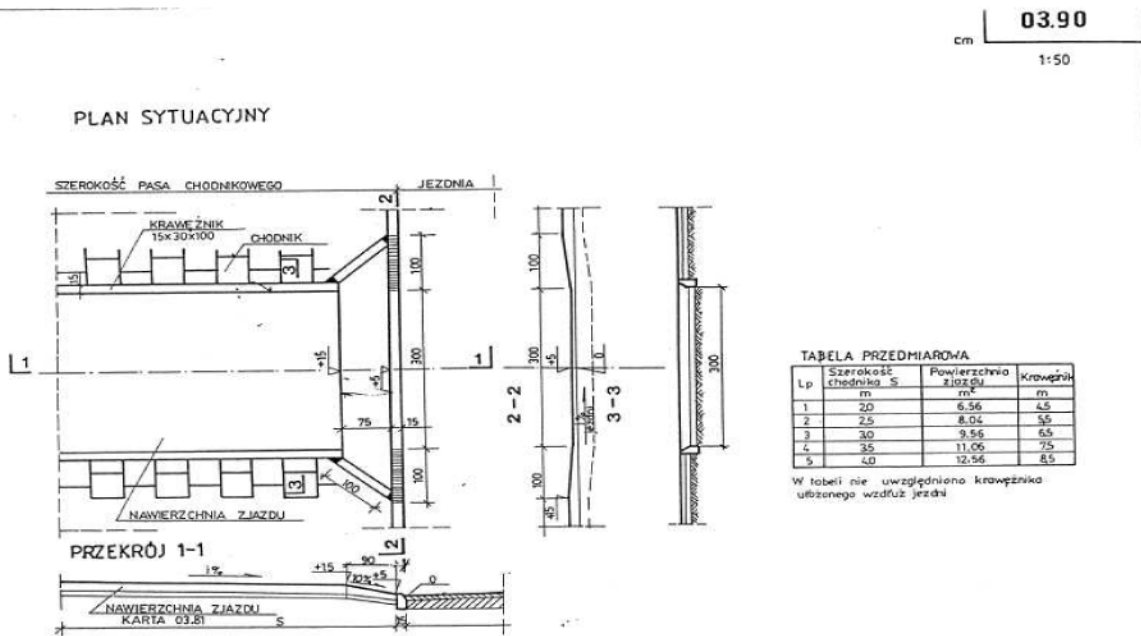 03.90
cm
1:50
PLAN SYTUACYJNY
SZEROKOŚĆ PASA CHODNIKOWEGO
JEZDNIA
2
KRAWĘŻNIK
15x30x100
CHODNIK
3
15
100
100
1
+15
+5
300
1
300
+5
0
2-2
3-3
300
75
15
100
100
3
100
45
NAWIERZCHNIA ZJAZDU
2
TABELA PRZEDMIAROWA
Lp Szerokość chodnika S Powierzchnia zjazdu Krawężnik
m m² m
1 2,0 6.56 4,5
2 2,5 8.04 5,5
3 3,0 9.56 6,5
4 3,5 11.06 7,5
5 4,0 12.56 8,5
W tabeli nie uwzględniono krawężnika
ułożonego wzdłuż jezdni
PRZEKRÓJ 1-1
1%
+15
90
10%
+5
0
NAWIERZCHNIA ZJAZDU
KARTA 03.81
S